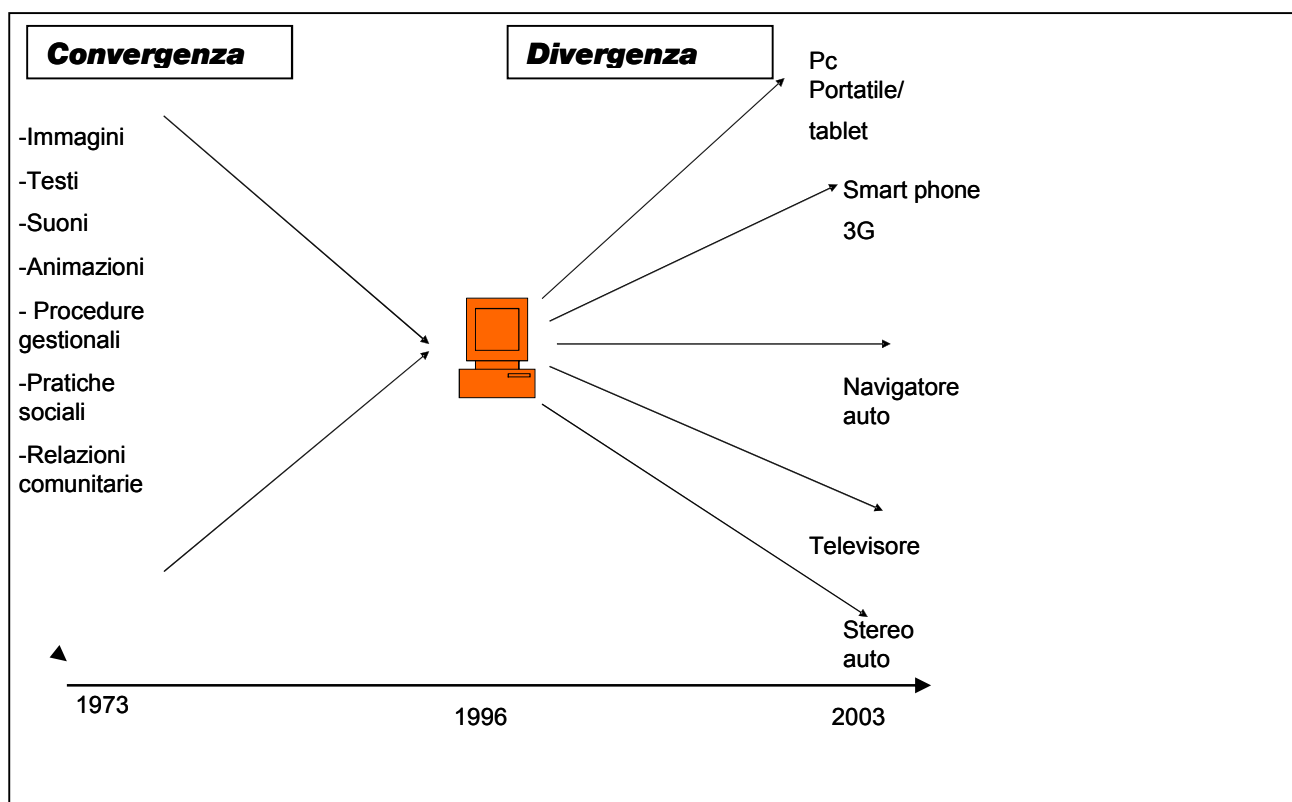 Convergenza
Divergenza
-Immagini
-Testi
-Suoni
-Animazioni
- Procedure
gestionali
-Pratiche
sociali
-Relazioni
comunitarie
Pc
Portatile/
tablet
Smart phone
3G
Navigatore
auto
Televisore
Stereo
auto
1973
1996
2003